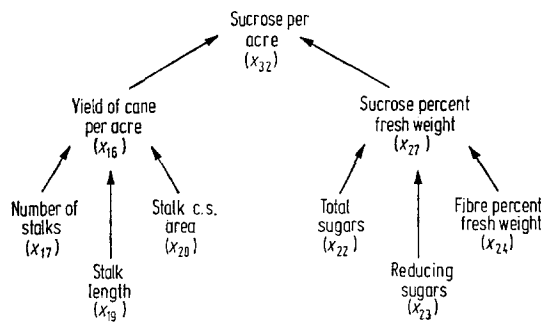 Sucrose per
acre
(x32)
Yield of cane
per acre
(x16)
Sucrose percent
fresh weight
(x27)
Number of
stalks
(x17)
Stalk c.s.
area
(x20)
Total
sugars
(x22)
Fibre percent
fresh weight
(x24)
Stalk
length
(x19)
Reducing
sugars
(x23)